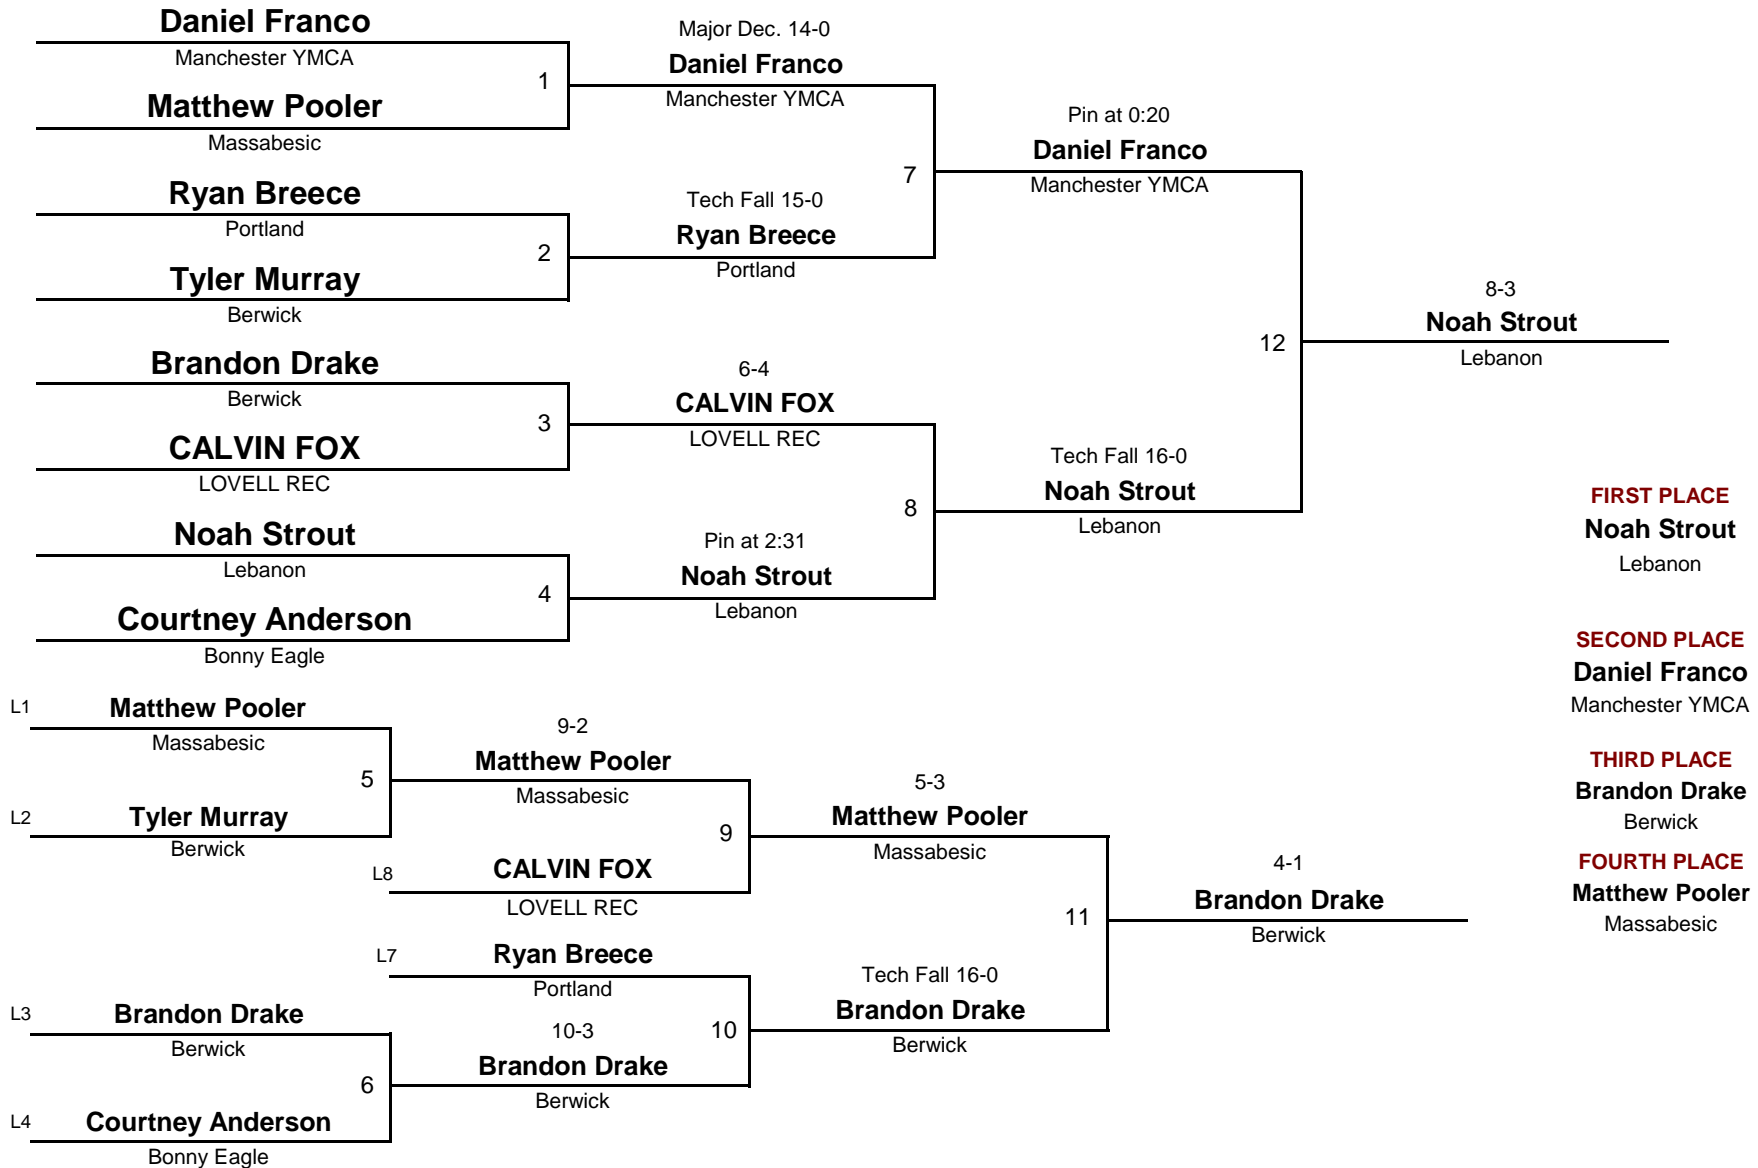 Daniel Franco
Manchester YMCA
1
Matthew Pooler
Massabesic
Ryan Breece
Portland
2
Tyler Murray
Berwick
Brandon Drake
Berwick
3
CALVIN FOX
LOVELL REC
Noah Strout
Lebanon
4
Courtney Anderson
Bonny Eagle
Major Dec. 14-0
Daniel Franco
Manchester YMCA
7
Tech Fall 15-0
Ryan Breece
Portland
6-4
CALVIN FOX
LOVELL REC
8
Pin at 2:31
Noah Strout
Lebanon
Pin at 0:20
Daniel Franco
Manchester YMCA
12
Tech Fall 16-0
Noah Strout
Lebanon
8-3
Noah Strout
Lebanon
L1
Matthew Pooler
Massabesic
5
L2
Tyler Murray
Berwick
9-2
Matthew Pooler
Massabesic
9
L8
CALVIN FOX
LOVELL REC
L7
Ryan Breece
Portland
10
L3
Brandon Drake
Berwick
6
L4
Courtney Anderson
Bonny Eagle
10-3
Brandon Drake
Berwick
5-3
Matthew Pooler
Massabesic
11
Tech Fall 16-0
Brandon Drake
Berwick
4-1
Brandon Drake
Berwick
FIRST PLACE
Noah Strout
Lebanon
SECOND PLACE
Daniel Franco
Manchester YMCA
THIRD PLACE
Brandon Drake
Berwick
FOURTH PLACE
Matthew Pooler
Massabesic